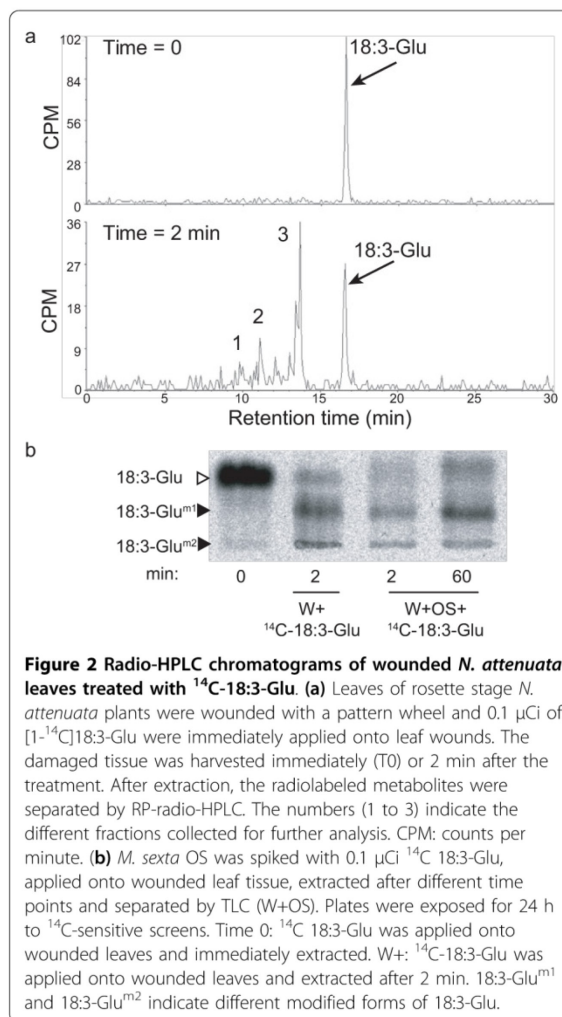 a
102
84
56
28
0
CPM
Time = 0
18:3-Glu
36
27
18
9
0
CPM
Time = 2 min
3
18:3-Glu
2
1
0 5 10 15 20 25 30
Retention time (min)
b
18:3-Glu
18:3-Glu^m1
18:3-Glu^m2
min: 0 2 2 60
W+ W+OS+
¹⁴C-18:3-Glu ¹⁴C-18:3-Glu
Figure 2 Radio-HPLC chromatograms of wounded N. attenuata
leaves treated with ¹⁴C-18:3-Glu. (a) Leaves of rosette stage N.
attenuata plants were wounded with a pattern wheel and 0.1 μCi of
[1-¹⁴C]18:3-Glu were immediately applied onto leaf wounds. The
damaged tissue was harvested immediately (T0) or 2 min after the
treatment. After extraction, the radiolabeled metabolites were
separated by RP-radio-HPLC. The numbers (1 to 3) indicate the
different fractions collected for further analysis. CPM: counts per
minute. (b) M. sexta OS was spiked with 0.1 μCi ¹⁴C 18:3-Glu,
applied onto wounded leaf tissue, extracted after different time
points and separated by TLC (W+OS). Plates were exposed for 24 h
to ¹⁴C-sensitive screens. Time 0: ¹⁴C 18:3-Glu was applied onto
wounded leaves and immediately extracted. W+: ¹⁴C-18:3-Glu was
applied onto wounded leaves and extracted after 2 min. 18:3-Glu^m1
and 18:3-Glu^m2 indicate different modified forms of 18:3-Glu.